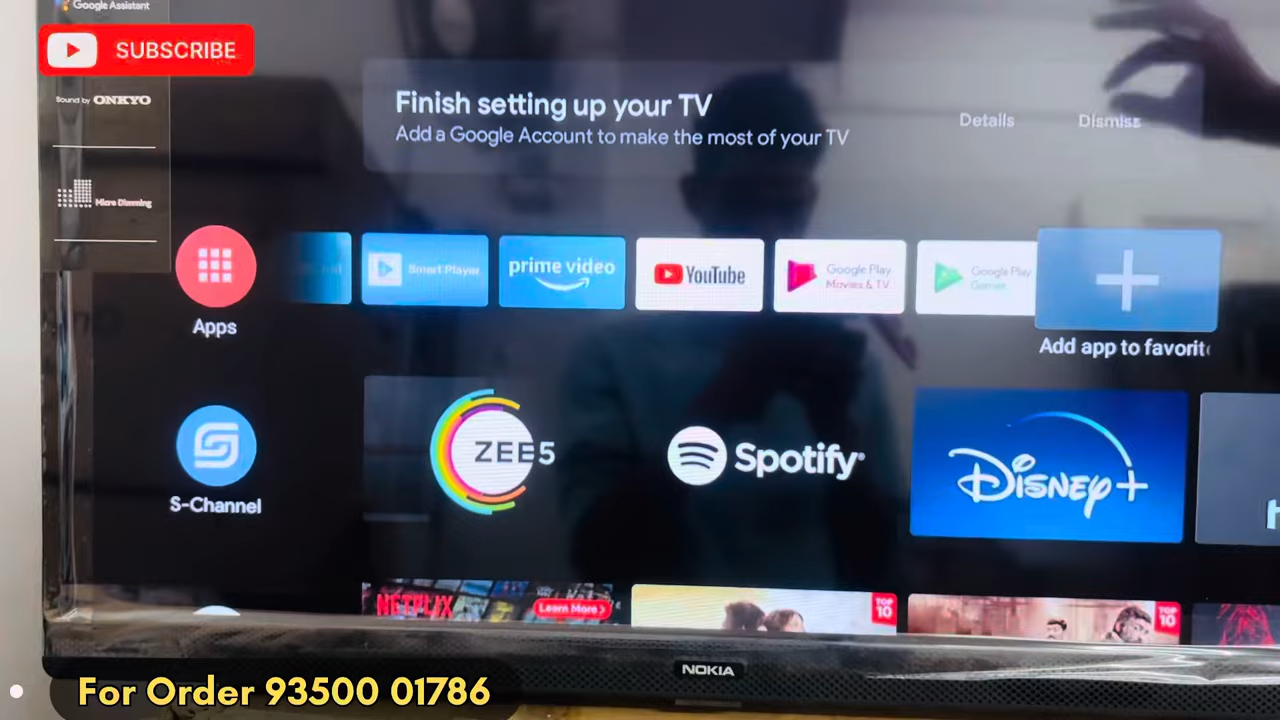 Google Assistant
SUBSCRIBE
Sound by ONKYO
Micro Dimming
Finish setting up your TV
Add a Google Account to make the most of your TV
Details
Dismiss
Smart Player
prime video
YouTube
Google Play
Movies & TV
Google Play
Games
Apps
Add app to favorit
ZEE5
Spotify
Disney+
S-Channel
NETFLIX
Learn More >
TOP
10
TOP
10
NOKIA
For Order 93500 01786